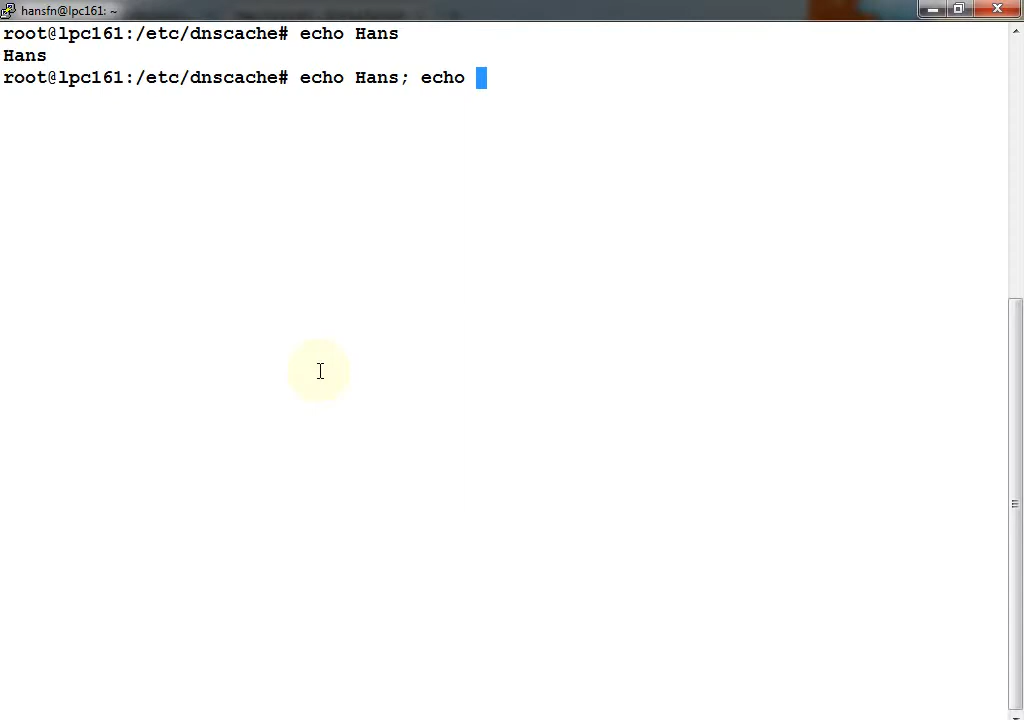 hansfn@lpc161: ~
root@lpc161:/etc/dnscache# echo Hans
Hans
root@lpc161:/etc/dnscache# echo Hans; echo